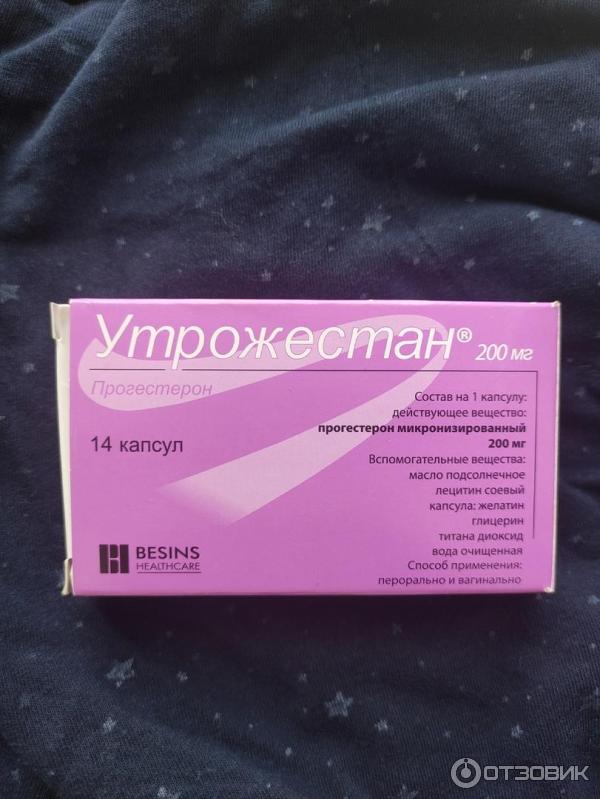 Утрожестан® 200 мг
Прогестерон
14 капсул
Состав на 1 капсулу:
действующее вещество:
прогестерон микронизированный
200 мг
Вспомогательные вещества:
масло подсолнечное
лецитин соевый
капсула: желатин
глицерин
титана диоксид
вода очищенная
Способ применения:
перорально и вагинально
BESINS
HEALTHCARE
ОТЗОВИК